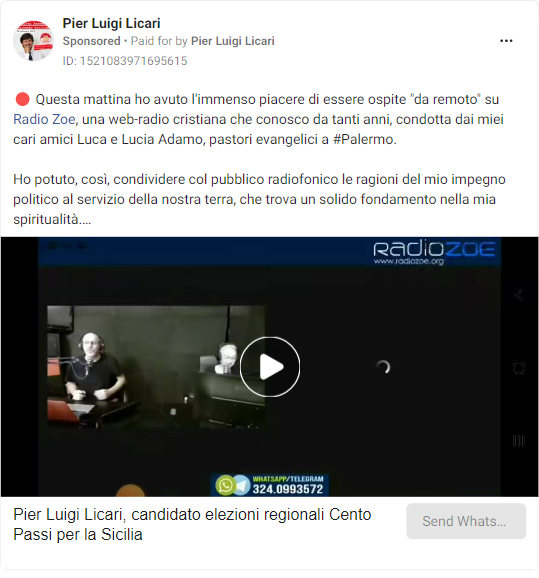 Pier Luigi Licari
Sponsored • Paid for by Pier Luigi Licari
ID: 1521083971695615
🔴 Questa mattina ho avuto l'immenso piacere di essere ospite "da remoto" su
Radio Zoe, una web-radio cristiana che conosco da tanti anni, condotta dai miei
cari amici Luca e Lucia Adamo, pastori evangelici a #Palermo.
Ho potuto, così, condividere col pubblico radiofonico le ragioni del mio impegno
politico al servizio della nostra terra, che trova un solido fondamento nella mia
spiritualità....
RADIOZOE
www.radiozoe.org
WHATSAPP/TELEGRAM
324.0993572
Pier Luigi Licari, candidato elezioni regionali Cento
Passi per la Sicilia
Send Whats...